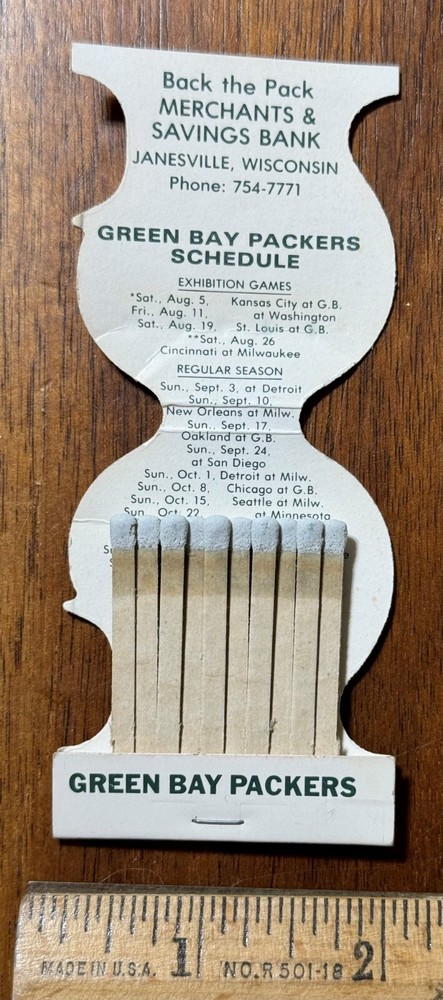 Back the Pack
MERCHANTS &
SAVINGS BANK
JANESVILLE, WISCONSIN
Phone: 754-7771
GREEN BAY PACKERS
SCHEDULE
EXHIBITION GAMES
*Sat., Aug. 5, Kansas City at G.B.
Fri., Aug. 11, at Washington
Sat., Aug. 19, St. Louis at G.B.
**Sat., Aug. 26
Cincinnati at Milwaukee
REGULAR SEASON
Sun., Sept. 3, at Detroit
Sun., Sept. 10,
New Orleans at Milw.
Sun., Sept. 17,
Oakland at G.B.
Sun., Sept. 24,
at San Diego
Sun., Oct. 1, Detroit at Milw.
Sun., Oct. 8, Chicago at G.B.
Sun., Oct. 15, Seattle at Milw.
Sun., Oct. 22, at Minnesota
GREEN BAY PACKERS
MADE IN U.S.A. 1 NO. R 501-18 2